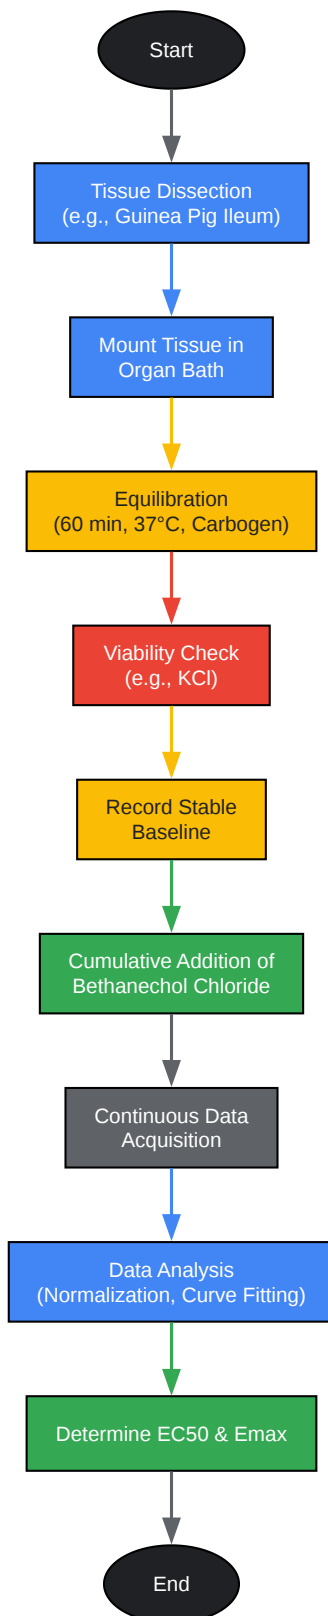 Start
Tissue Dissection
(e.g., Guinea Pig Ileum)
Mount Tissue in
Organ Bath
Equilibration
(60 min, 37°C, Carbogen)
Viability Check
(e.g., KCl)
Record Stable
Baseline
Cumulative Addition of
Bethanechol Chloride
Continuous Data
Acquisition
Data Analysis
(Normalization, Curve Fitting)
Determine EC50 & Emax
End